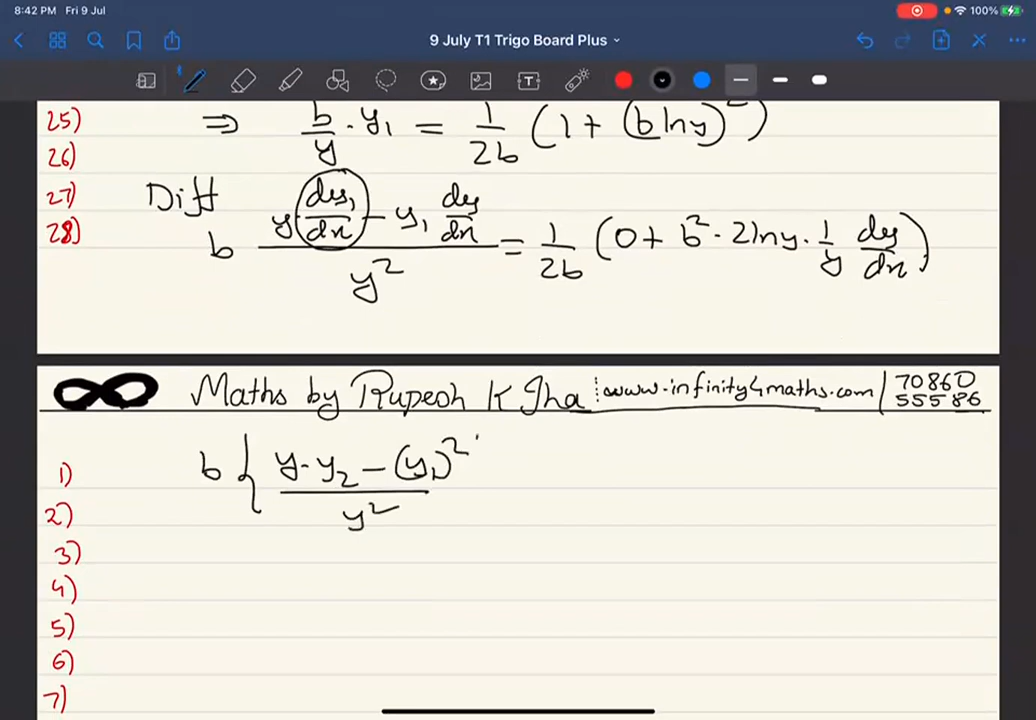 8:42 PM Fri 9 Jul
100%
9 July T1 Trigo Board Plus
25) ⇒ b/y · y₁ = 1/2b (1 + (b ln y)²)
26)
27) Diff
28) b (y (dy₁/dx) - y₁ dy/dx)/y² = 1/2b (0 + b² · 2 ln y · 1/y dy/dx)
∞ Maths by Rupesh K Jha www.infinity4maths.com / 70860 55586
1) b { (y · y₂ - (y₁)²)/y²
2)
3)
4)
5)
6)
7)